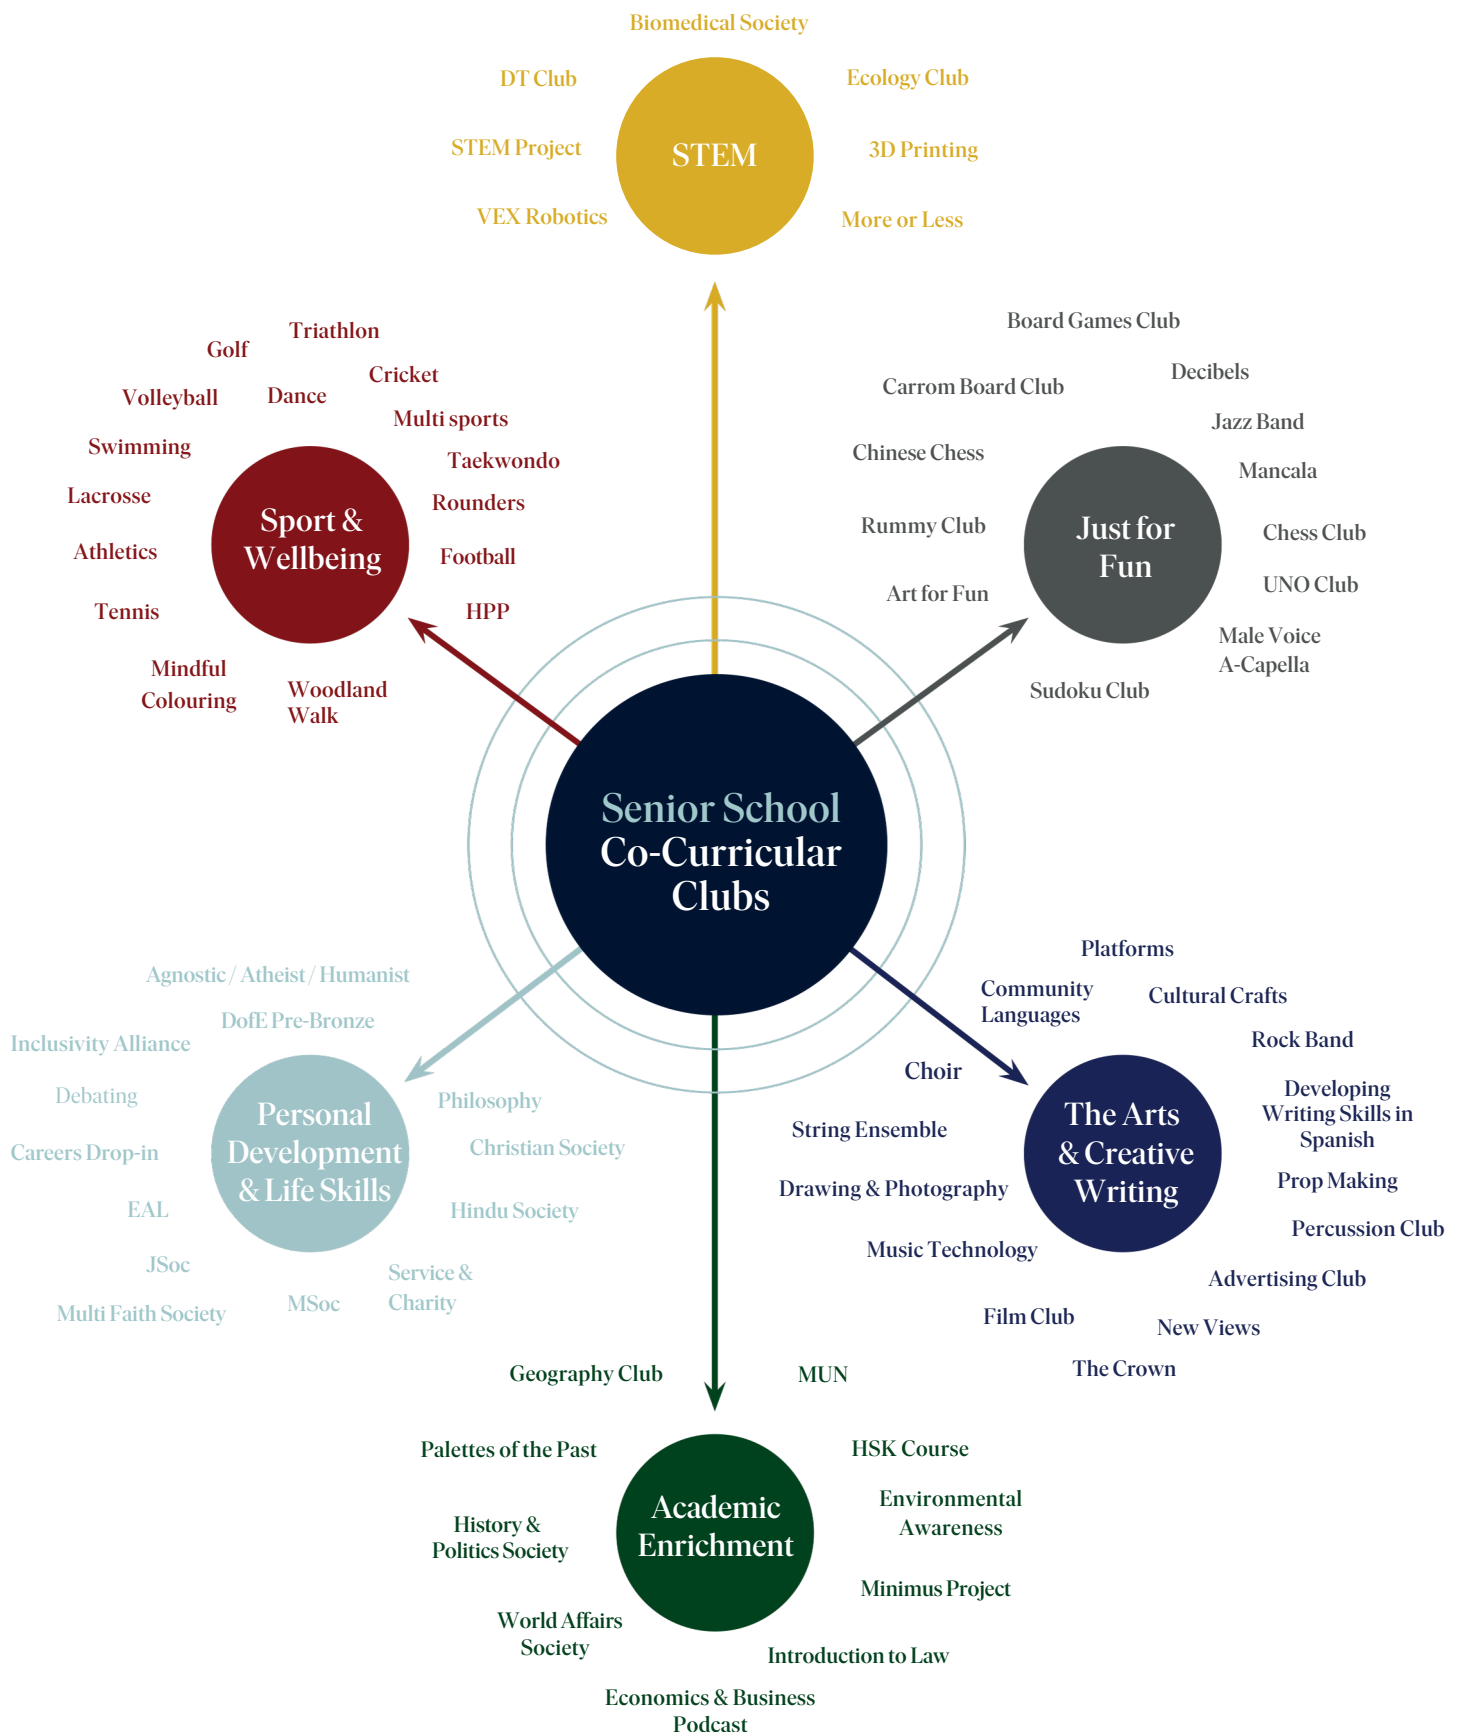 Biomedical Society
DT Club
Ecology Club
STEM Project
STEM
3D Printing
VEX Robotics
More or Less
Triathlon
Golf
Cricket
Volleyball
Dance
Multi sports
Swimming
Taekwondo
Lacrosse
Rounders
Sport &
Wellbeing
Athletics
Football
Tennis
HPP
Mindful
Colouring
Woodland
Walk
Board Games Club
Decibels
Carrom Board Club
Jazz Band
Chinese Chess
Mancala
Rummy Club
Just for
Fun
Chess Club
UNO Club
Art for Fun
Male Voice
A-Capella
Sudoku Club
Senior School
Co-Curricular
Clubs
Agnostic / Atheist / Humanist
DofE Pre-Bronze
Inclusivity Alliance
Debating
Philosophy
Personal
Development
& Life Skills
Careers Drop-in
Christian Society
EAL
Hindu Society
JSoc
Service &
Charity
MSoc
Multi Faith Society
Platforms
Community
Languages
Cultural Crafts
Rock Band
Choir
Developing
Writing Skills in
Spanish
The Arts
& Creative
Writing
String Ensemble
Drawing & Photography
Prop Making
Percussion Club
Music Technology
Advertising Club
Film Club
New Views
The Crown
Geography Club
MUN
Palettes of the Past
HSK Course
Academic
Enrichment
Environmental
Awareness
History &
Politics Society
Minimus Project
World Affairs
Society
Introduction to Law
Economics & Business
Podcast